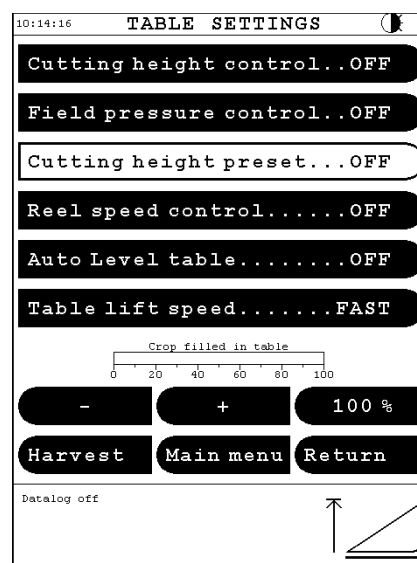 10:14:16 TABLE SETTINGS
Cutting height control..OFF
Field pressure control..OFF
Cutting height preset...OFF
Reel speed control.......OFF
Auto Level table.........OFF
Table lift speed.......FAST
Crop filled in table
0 20 40 60 80 100
- + 100 %
Harvest Main menu Return
Datalog off